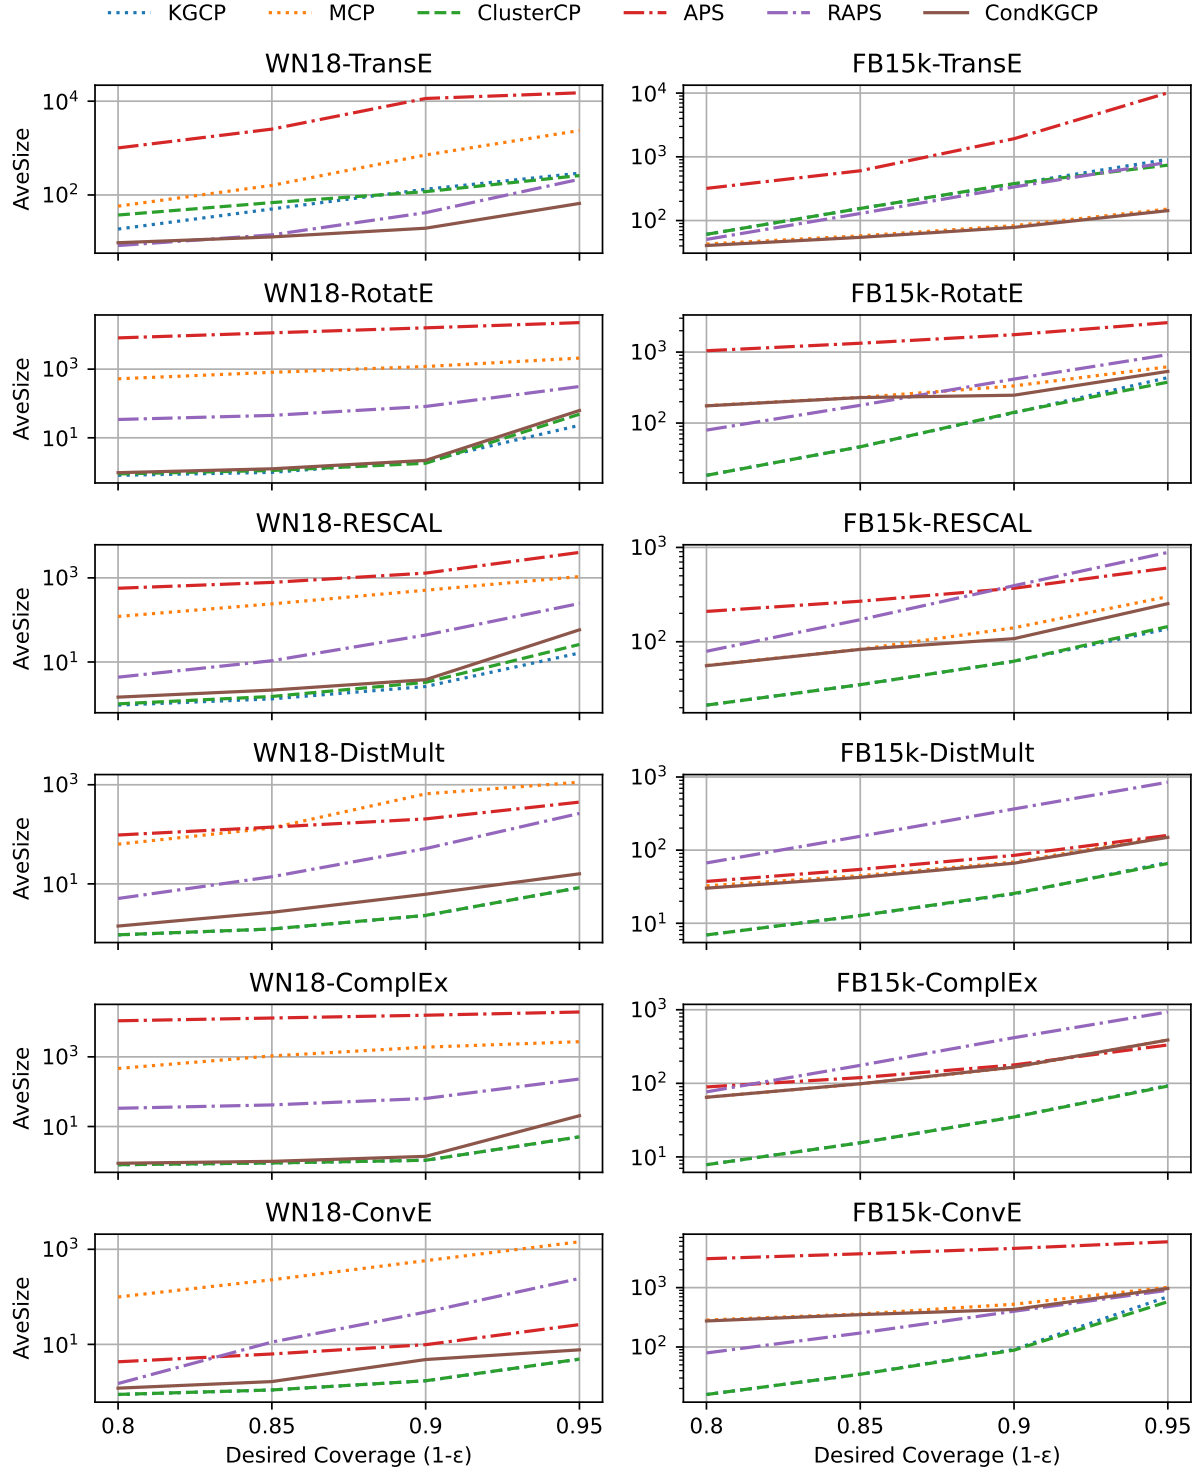 KGCP MCP ClusterCP APS RAPS CondKGCP
WN18-TransE
AveSize
10^4
10^2
FB15k-TransE
10^4
10^3
10^2
WN18-RotatE
AveSize
10^3
10^1
FB15k-RotatE
10^3
10^2
WN18-RESCAL
AveSize
10^3
10^1
FB15k-RESCAL
10^3
10^2
WN18-DistMult
AveSize
10^3
10^1
FB15k-DistMult
10^3
10^2
10^1
WN18-ComplEx
AveSize
10^3
10^1
FB15k-ComplEx
10^3
10^2
10^1
WN18-ConvE
AveSize
10^3
10^1
0.8 0.85 0.9 0.95
Desired Coverage (1-ε)
FB15k-ConvE
10^3
10^2
0.8 0.85 0.9 0.95
Desired Coverage (1-ε)